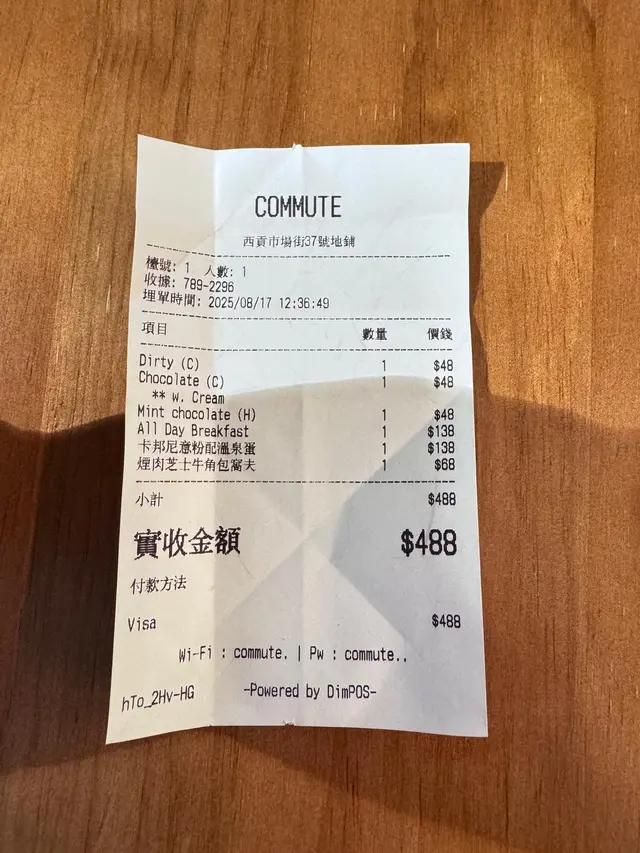 COMMUTE
西貢市場街37號地鋪
檯號: 1 人數: 1
收據: 789-2296
埋單時間: 2025/08/17 12:36:49
項目 數量 價錢
Dirty (C) 1 $48
Chocolate (C) 1 $48
** w. Cream
Mint chocolate (H) 1 $48
All Day Breakfast 1 $138
卡邦尼意粉配溫泉蛋 1 $138
煙肉芝士牛角包窩夫 1 $68
小計 $488
實收金額 $488
付款方法
Visa $488
Wi-Fi : commute. | Pw : commute..
hTo_2Hv-HG -Powered by DimPOS-